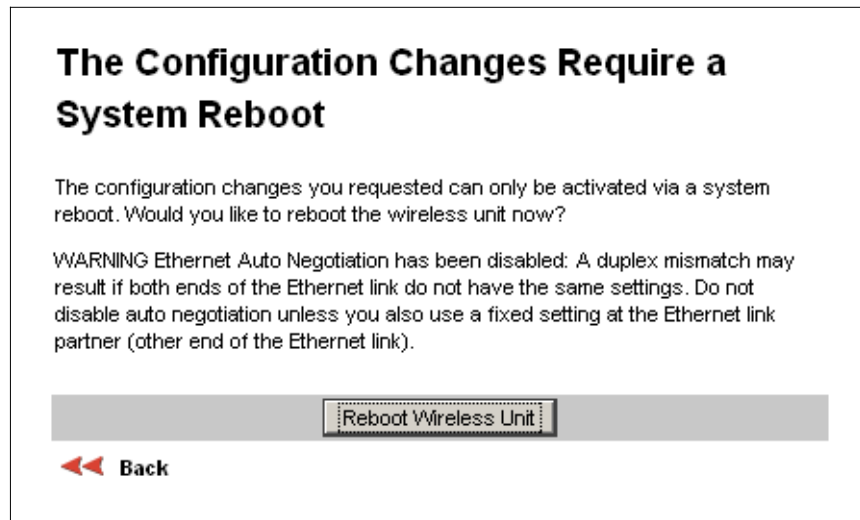 The Configuration Changes Require a
System Reboot
The configuration changes you requested can only be activated via a system
reboot. Would you like to reboot the wireless unit now?
WARNING Ethernet Auto Negotiation has been disabled: A duplex mismatch may
result if both ends of the Ethernet link do not have the same settings. Do not
disable auto negotiation unless you also use a fixed setting at the Ethernet link
partner (other end of the Ethernet link).
Reboot Wireless Unit
Back